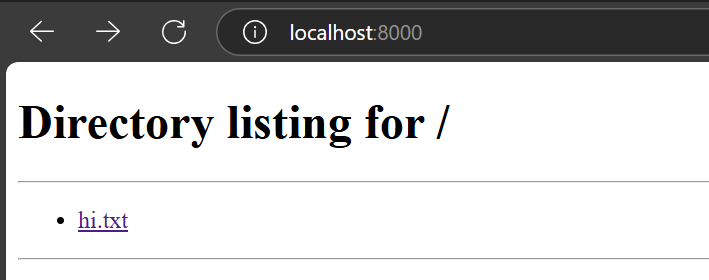 localhost:8000
Directory listing for /
hi.txt